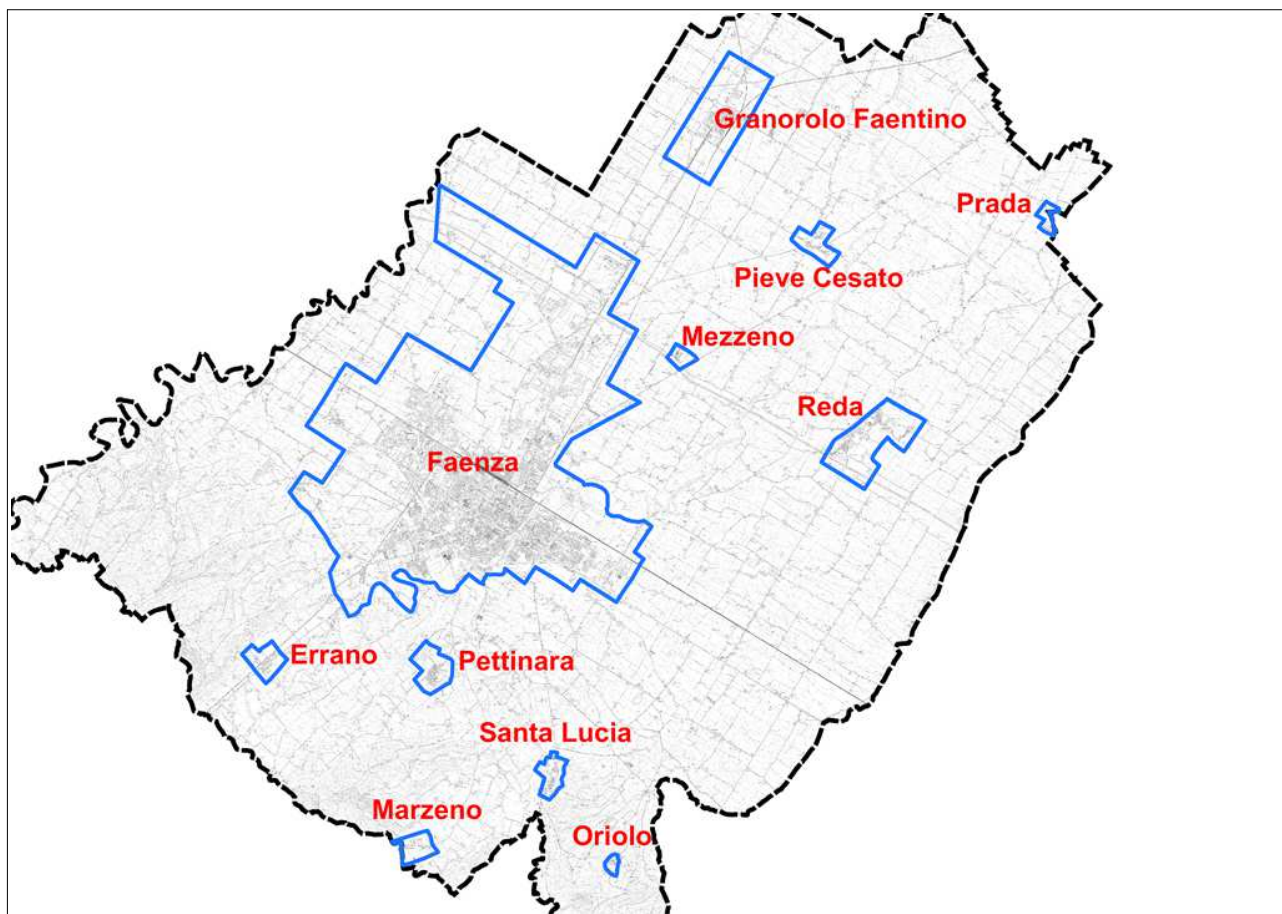 Granorolo Faentino
Prada
Pieve Cesato
Mezzeno
Reda
Faenza
Errano
Pettinara
Santa Lucia
Marzeno
Oriolo